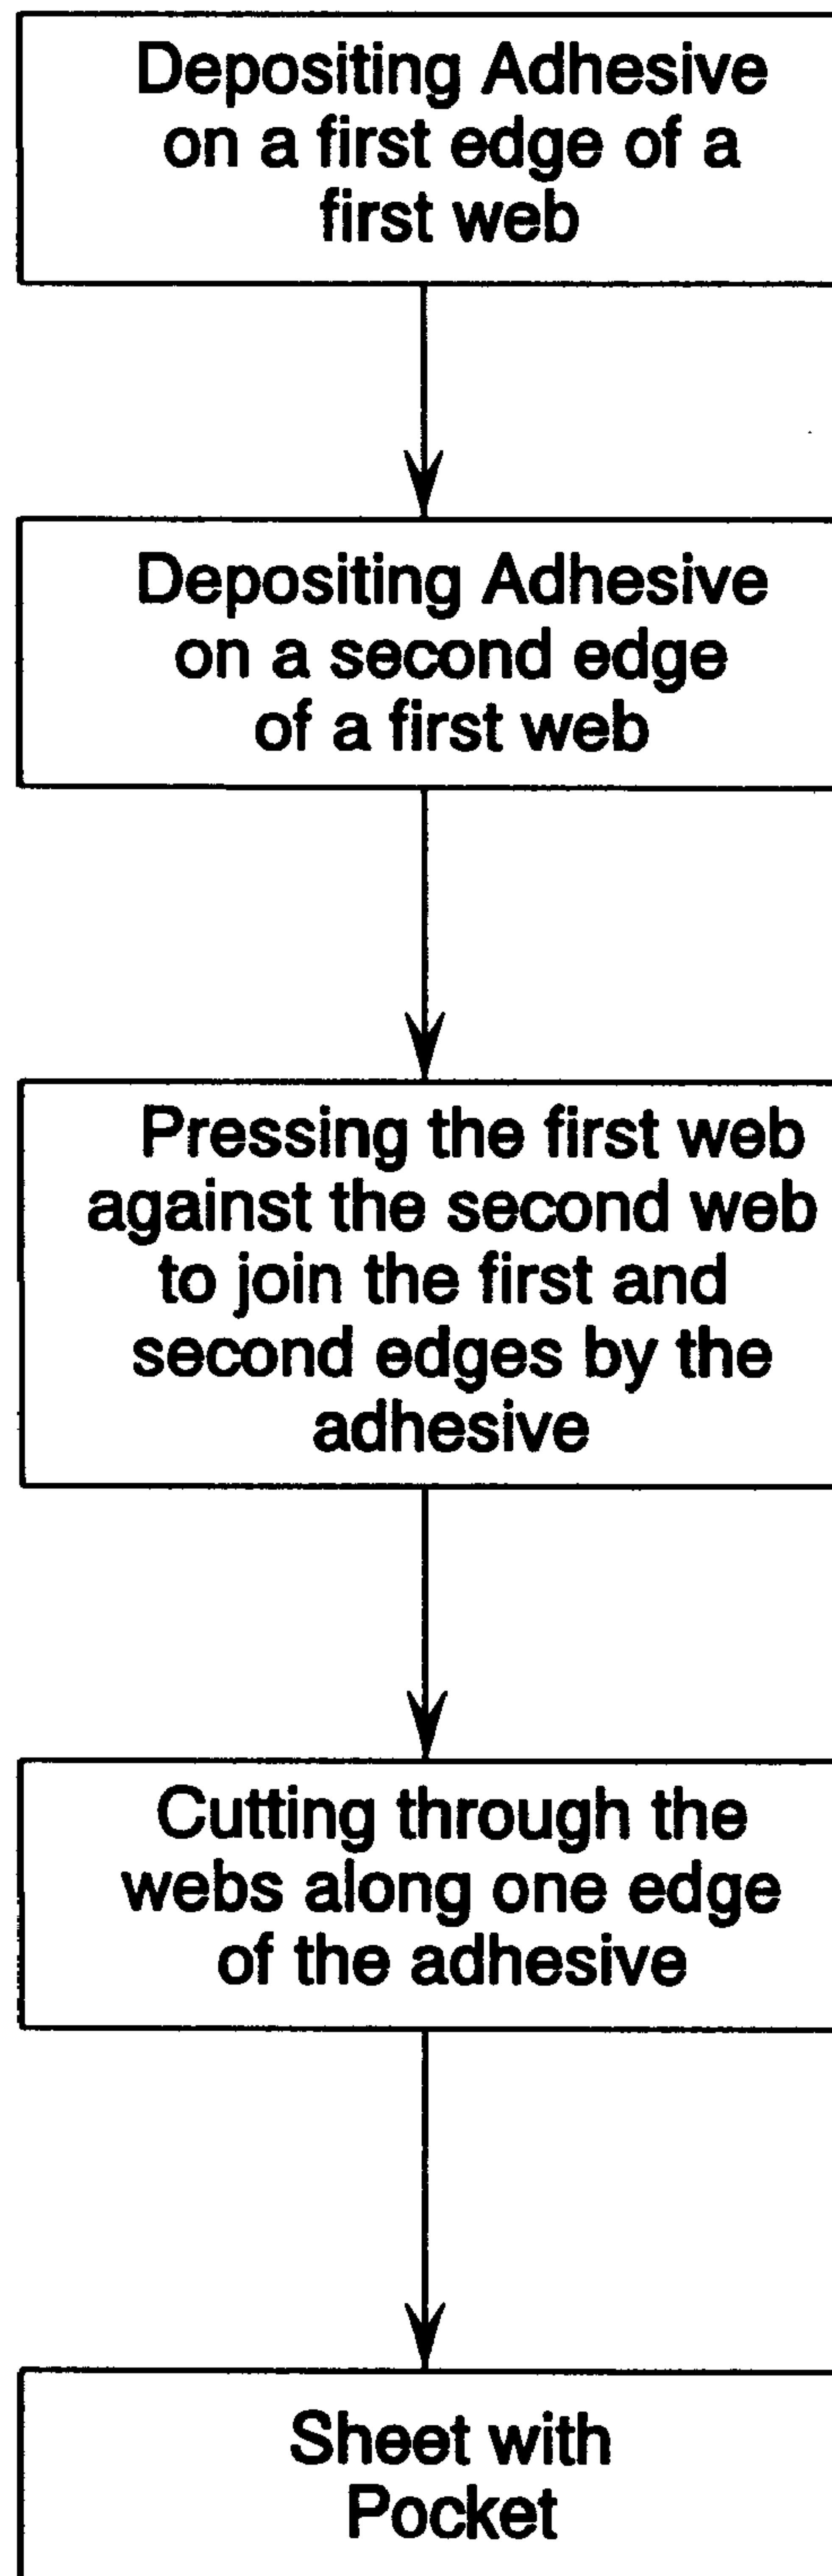 Depositing Adhesive
on a first edge of a
first web
Depositing Adhesive
on a second edge
of a first web
Pressing the first web
against the second web
to join the first and
second edges by the
adhesive
Cutting through the
webs along one edge
of the adhesive
Sheet with
Pocket